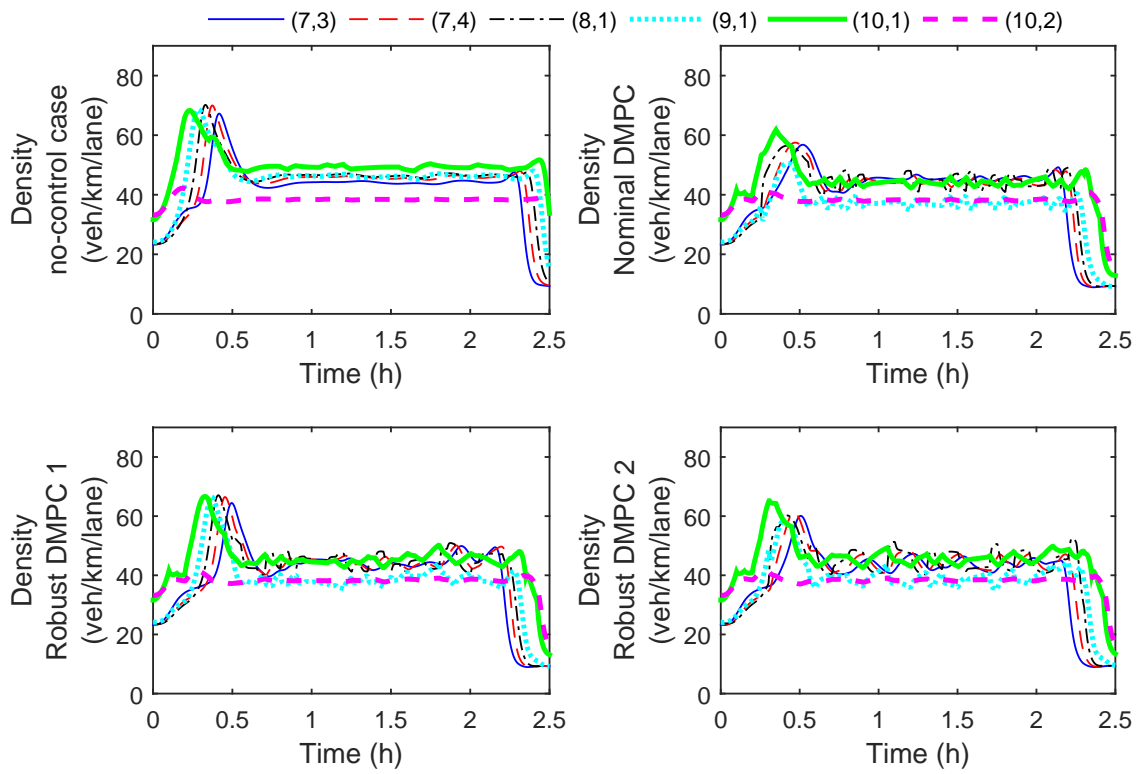 (7,3) (7,4) (8,1) (9,1) (10,1) (10,2)
Density
no-control case
(veh/km/lane)
80
60
40
20
0
0 0.5 1 1.5 2 2.5
Time (h)
Density
Nominal DMPC
(veh/km/lane)
80
60
40
20
0
0 0.5 1 1.5 2 2.5
Time (h)
Density
Robust DMPC 1
(veh/km/lane)
80
60
40
20
0
0 0.5 1 1.5 2 2.5
Time (h)
Density
Robust DMPC 2
(veh/km/lane)
80
60
40
20
0
0 0.5 1 1.5 2 2.5
Time (h)